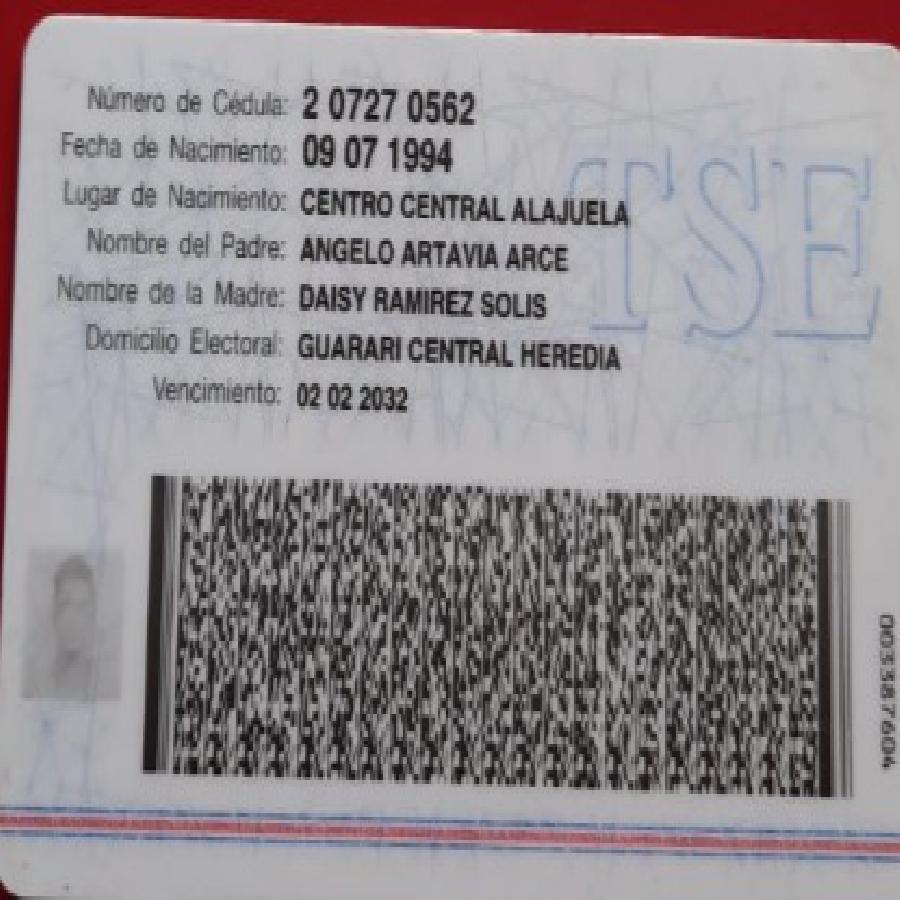 Número de Cédula: 2 0727 0562
Fecha de Nacimiento: 09 07 1994
Lugar de Nacimiento: CENTRO CENTRAL ALAJUELA
Nombre del Padre: ANGELO ARTAVIA ARCE
Nombre de la Madre: DAISY RAMIREZ SOLIS
Domicilio Electoral: GUARARI CENTRAL HEREDIA
Vencimiento: 02 02 2032
TSE
003387604